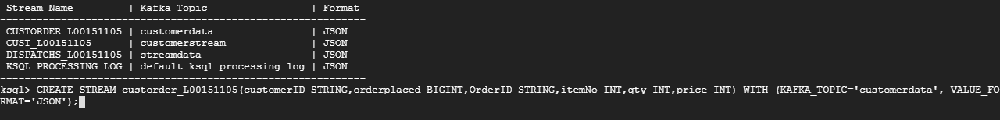 Stream Name | Kafka Topic | Format
------------------------------------------------------------
CUSTORDER_L00151105 | customerdata | JSON
CUST_L00151105 | customerstream | JSON
DISPATCHS_L00151105 | streamdata | JSON
KSQL_PROCESSING_LOG | default_ksql_processing_log | JSON
------------------------------------------------------------
ksql> CREATE STREAM custorder_L00151105(customerID STRING,orderplaced BIGINT,OrderID STRING,itemNo INT,qty INT,price INT) WITH (KAFKA_TOPIC='customerdata', VALUE_FO
RMAT='JSON');